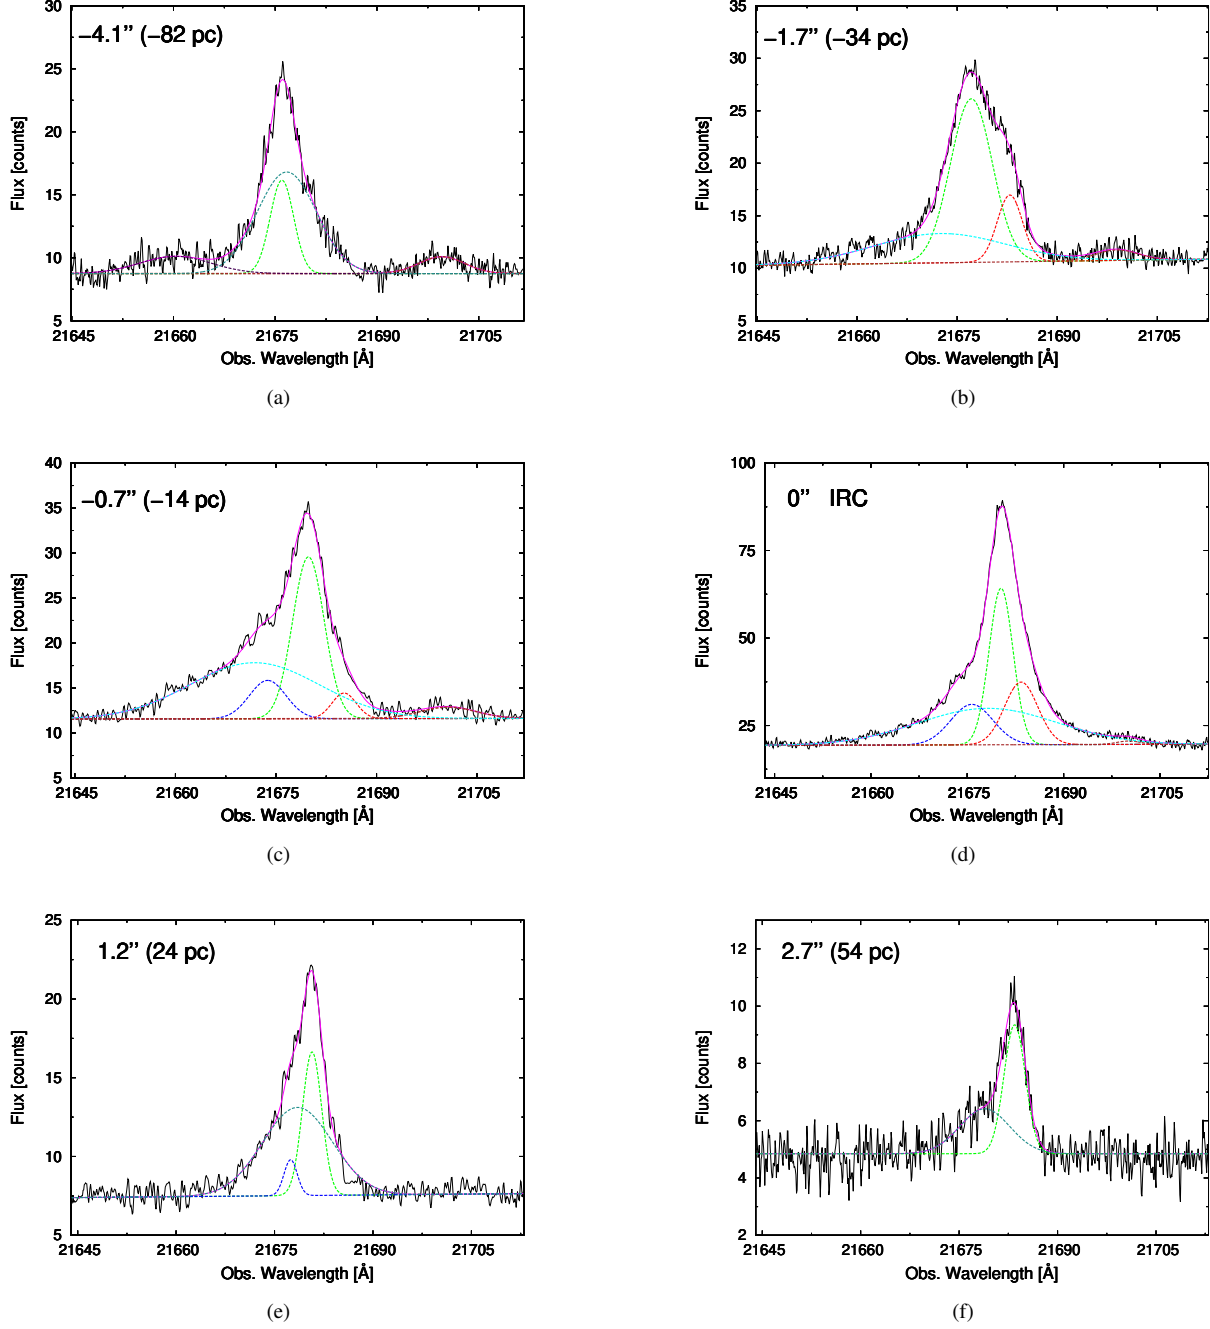 −4.1” (−82 pc)
30
25
20
15
10
5
Flux [counts]
21645 21660 21675 21690 21705
Obs. Wavelength [Å]
(a)
−1.7” (−34 pc)
35
30
25
20
15
10
5
Flux [counts]
21645 21660 21675 21690 21705
Obs. Wavelength [Å]
(b)
−0.7” (−14 pc)
40
35
30
25
20
15
10
5
Flux [counts]
21645 21660 21675 21690 21705
Obs. Wavelength [Å]
(c)
0” IRC
100
75
50
25
Flux [counts]
21645 21660 21675 21690 21705
Obs. Wavelength [Å]
(d)
1.2” (24 pc)
25
20
15
10
5
Flux [counts]
21645 21660 21675 21690 21705
Obs. Wavelength [Å]
(e)
2.7” (54 pc)
12
10
8
6
4
2
Flux [counts]
21645 21660 21675 21690 21705
Obs. Wavelength [Å]
(f)